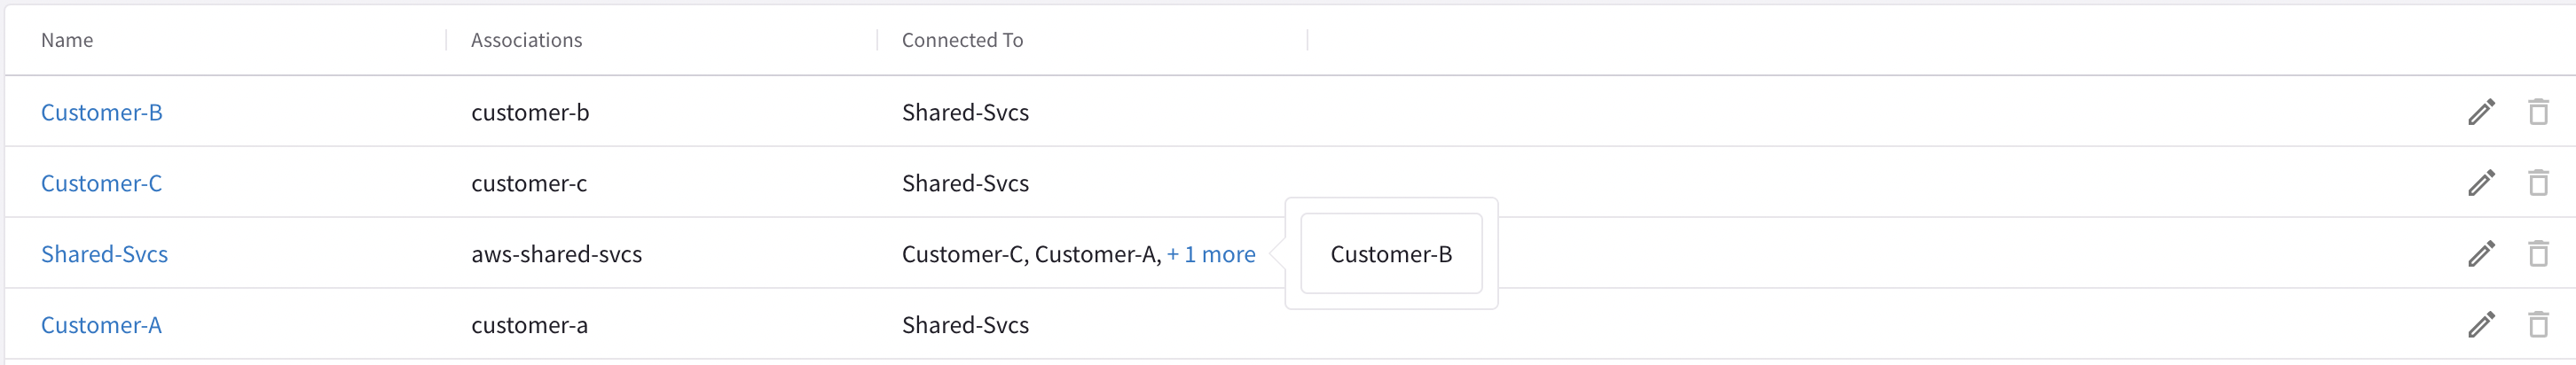 Name Associations Connected To
Customer-B customer-b Shared-Svcs
Customer-C customer-c Shared-Svcs
Shared-Svcs aws-shared-svcs Customer-C, Customer-A, + 1 more Customer-B
Customer-A customer-a Shared-Svcs